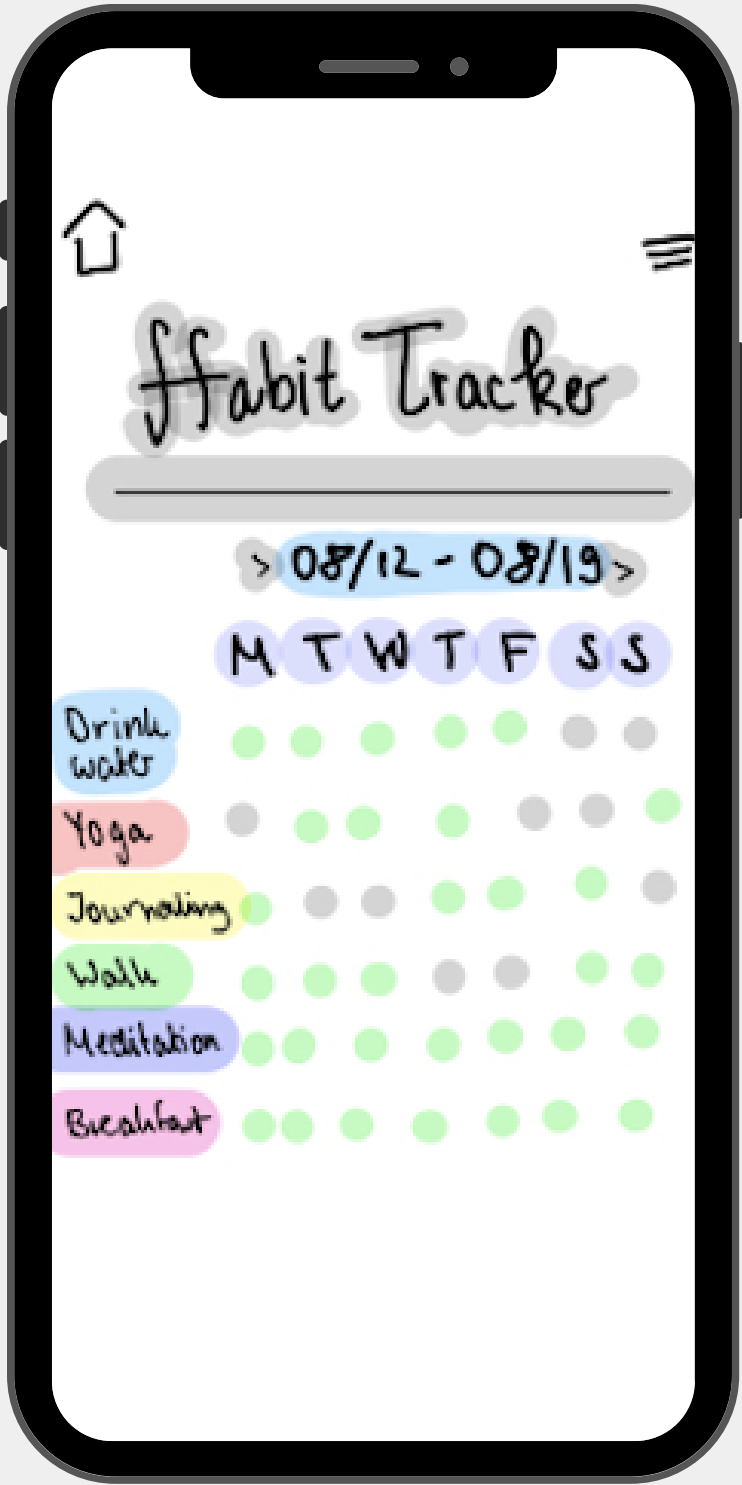 Habit Tracker
> 08/12 - 08/19 >
M T W T F S S
Drink
water
Yoga
Journaling
Walk
Meditation
Breakfast